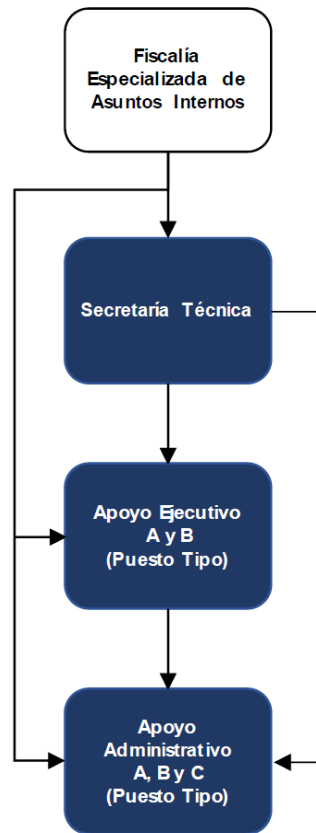 Fiscalía
Especializada de
Asuntos Internos
Secretaría Técnica
Apoyo Ejecutivo
A y B
(Puesto Tipo)
Apoyo
Administrativo
A, B y C
(Puesto Tipo)